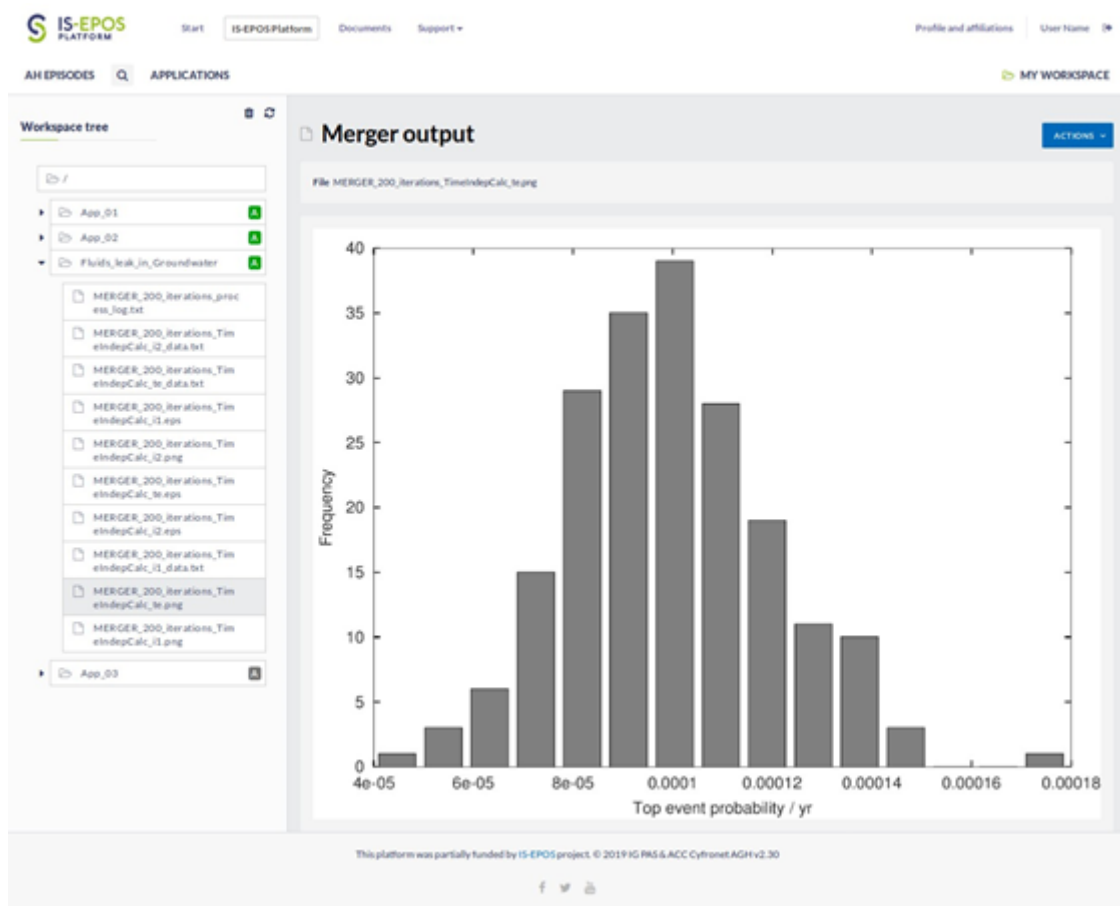 IS-EPOS
PLATFORM
Start IS-EPOS Platform Documents Support
Profile and affiliations User Name
AH EPISODES APPLICATIONS MY WORKSPACE
Workspace tree
/
App_01 A
App_02 A
Fluids_leak_in_Groundwater A
MERGER_200_iterations_proc
ess_log.txt
MERGER_200_iterations_Tim
eIndepCalc_i2_data.txt
MERGER_200_iterations_Tim
eIndepCalc_te_data.txt
MERGER_200_iterations_Tim
eIndepCalc_i1.eps
MERGER_200_iterations_Tim
eIndepCalc_i2.png
MERGER_200_iterations_Tim
eIndepCalc_te.eps
MERGER_200_iterations_Tim
eIndepCalc_i2.eps
MERGER_200_iterations_Tim
eIndepCalc_i1_data.txt
MERGER_200_iterations_Tim
eIndepCalc_te.png
MERGER_200_iterations_Tim
eIndepCalc_i1.png
App_03 A
Merger output
ACTIONS
File MERGER_200_iterations_TimeIndepCalc_te.png
40
35
30
25
20
15
10
5
0
Frequency
4e-05 6e-05 8e-05 0.0001 0.00012 0.00014 0.00016 0.00018
Top event probability / yr
This platform was partially funded by IS-EPOS project. © 2019 IG PAS & ACC Cyfronet AGH v2.30